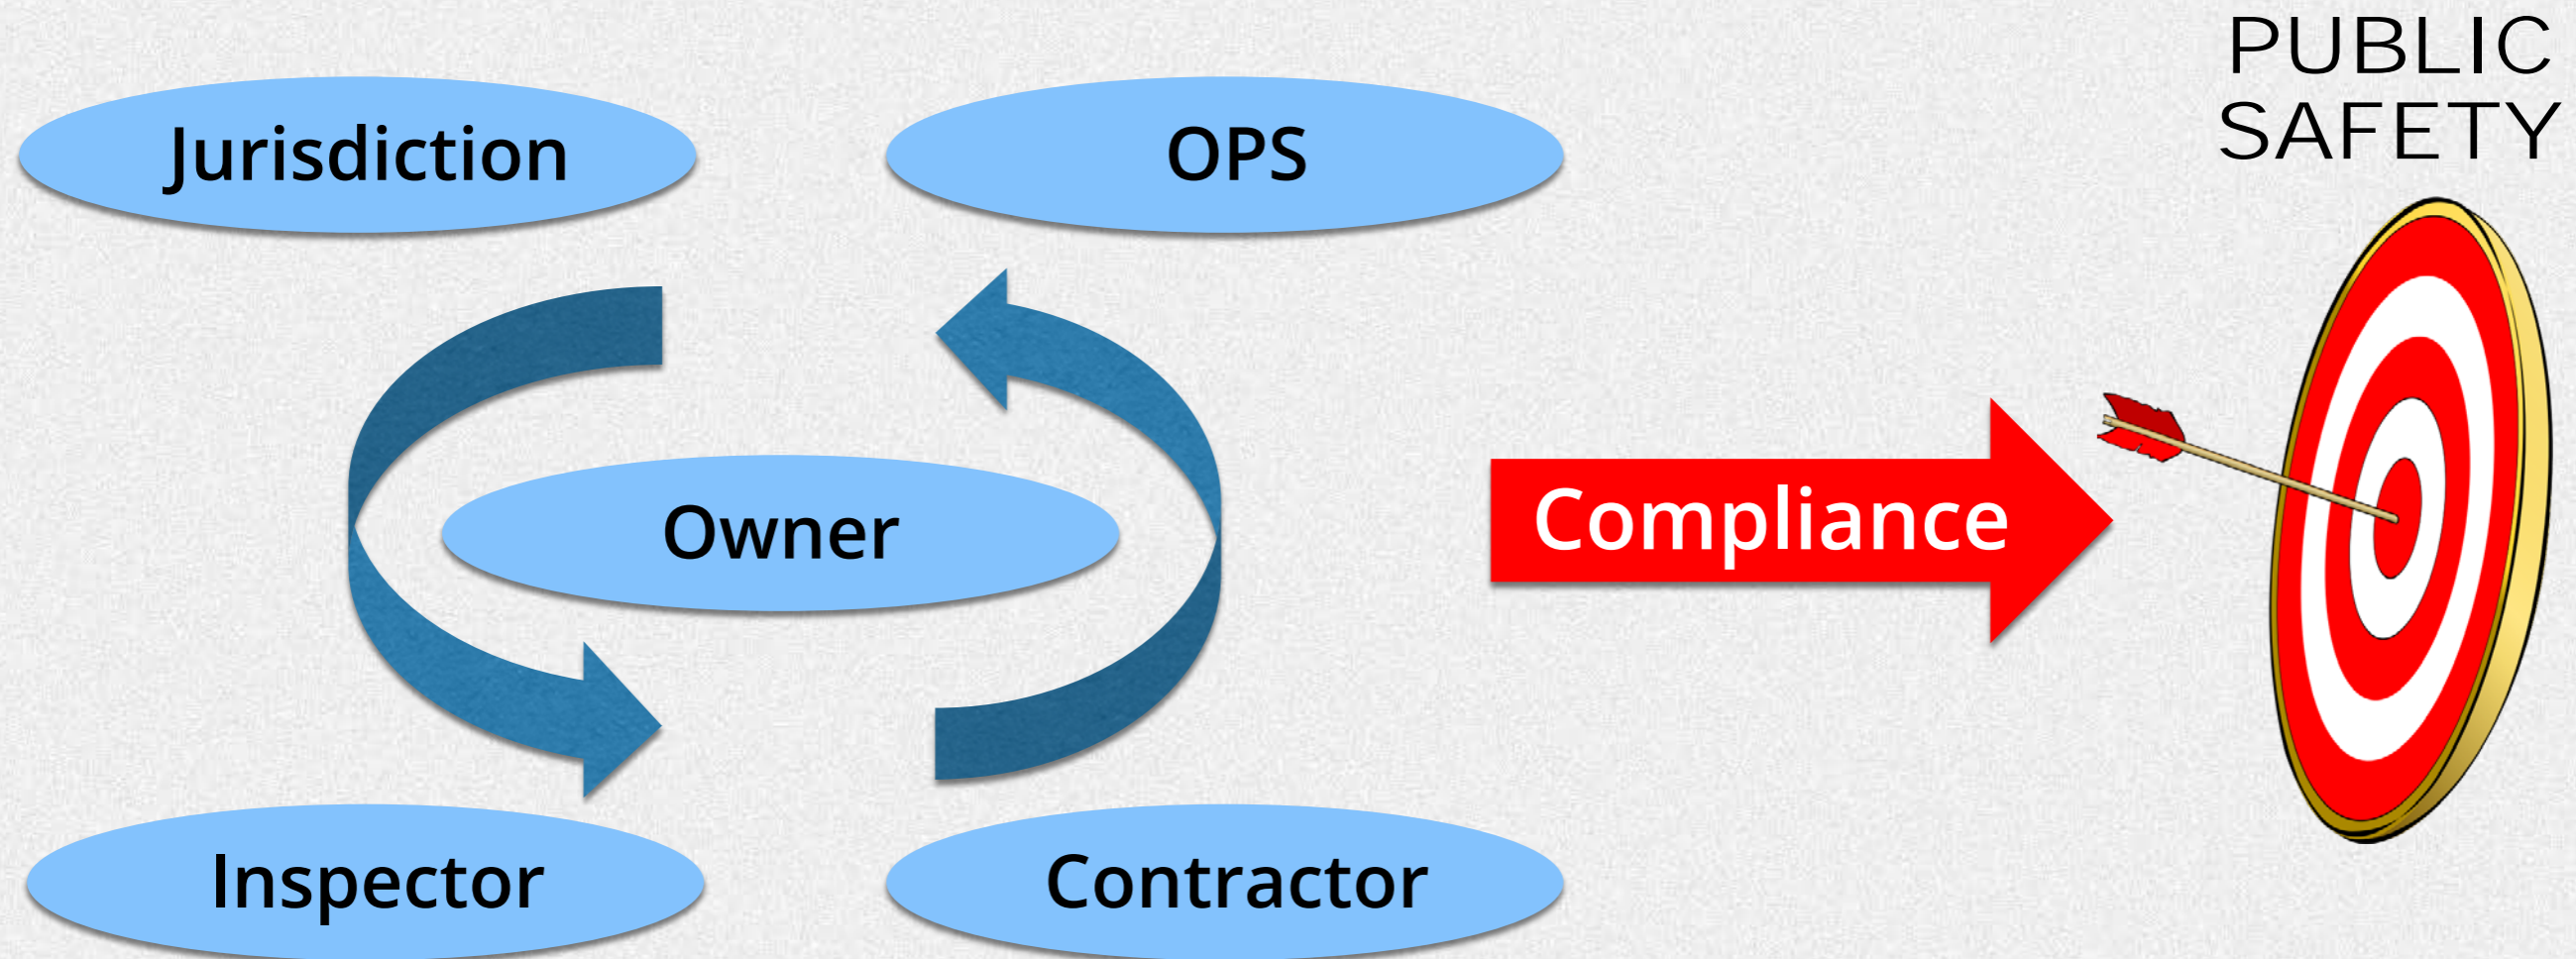 PUBLIC
SAFETY
Jurisdiction
OPS
Owner
Compliance
Inspector
Contractor